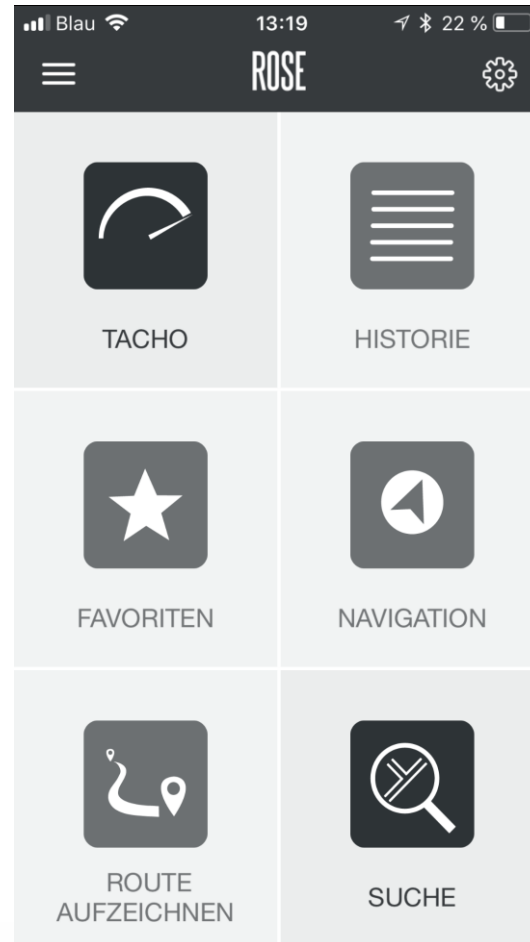 Blau 13:19 22 %
ROSE
TACHO HISTORIE
FAVORITEN NAVIGATION
ROUTE
AUFZEICHNEN
SUCHE